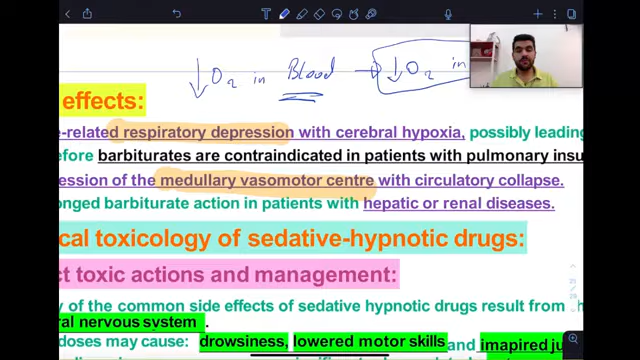 ↓ O2 in Blood → ↓ O2 in
effects:
e-related respiratory depression with cerebral hypoxia, possibly leading
efore barbiturates are contraindicated in patients with pulmonary insu
ession of the medullary vasomotor centre with circulatory collapse.
onged barbiturate action in patients with hepatic or renal diseases.
cal toxicology of sedative-hypnotic drugs:
ct toxic actions and management:
y of the common side effects of sedative hypnotic drugs result from
ral nervous system .
doses may cause: drowsiness, lowered motor skills and imapired ju